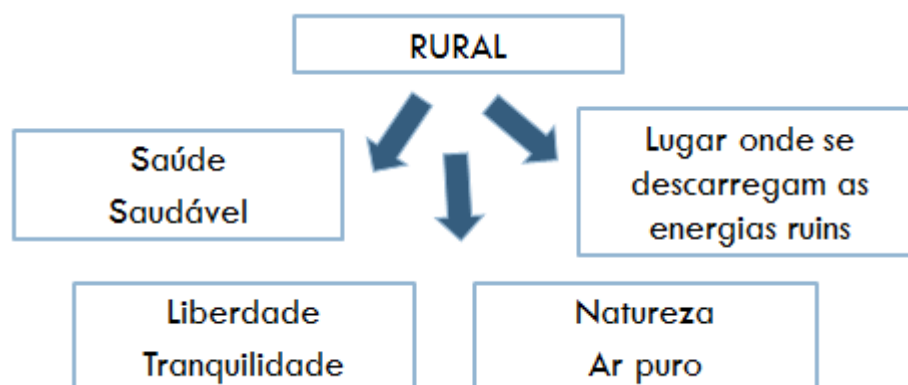 RURAL
Saúde
Saudável
Lugar onde se
descarregam as
energias ruins
Liberdade
Tranquilidade
Natureza
Ar puro